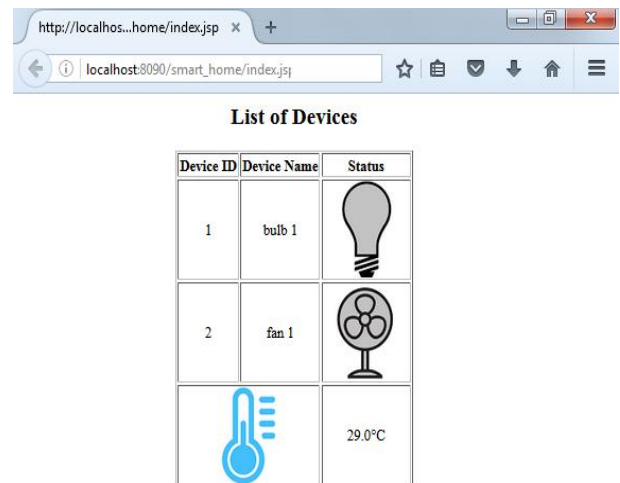 http://localhos...home/index.jsp
localhost:8090/smart_home/index.js
List of Devices
Device ID Device Name Status
1 bulb 1
2 fan 1
29.0°C